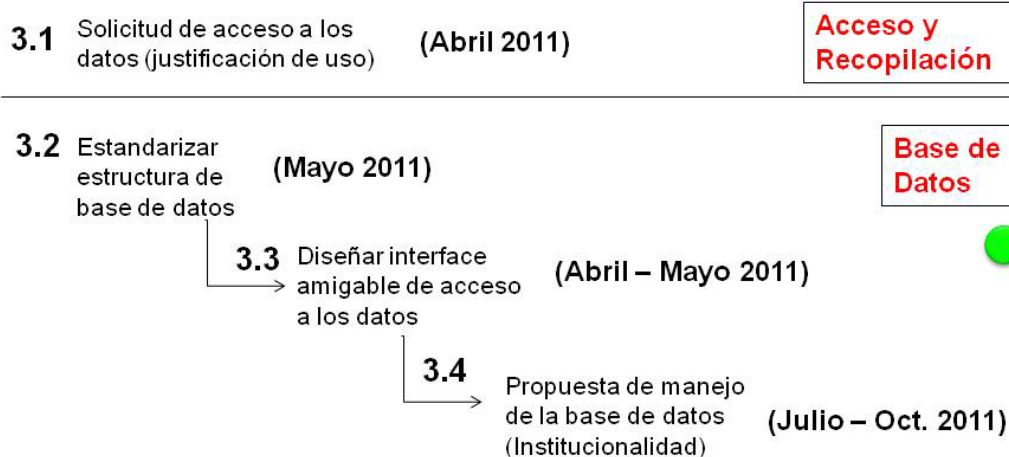 3.1 Solicitud de acceso a los
datos (justificación de uso)
(Abril 2011)
Acceso y
Recopilación
3.2 Estandarizar
estructura de
base de datos
(Mayo 2011)
Base de
Datos
3.3 Diseñar interface
amigable de acceso
a los datos
(Abril – Mayo 2011)
3.4
Propuesta de manejo
de la base de datos
(Institucionalidad)
(Julio – Oct. 2011)